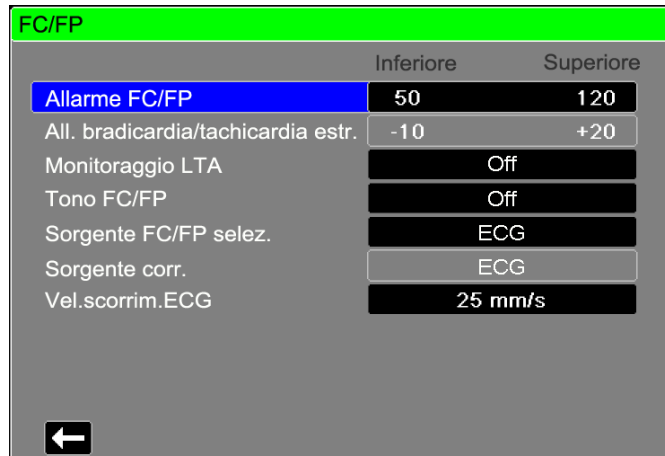 FC/FP
Inferiore Superiore
Allarme FC/FP 50 120
All. bradicardia/tachicardia estr. -10 +20
Monitoraggio LTA Off
Tono FC/FP Off
Sorgente FC/FP selez. ECG
Sorgente corr. ECG
Vel.scorrim.ECG 25 mm/s